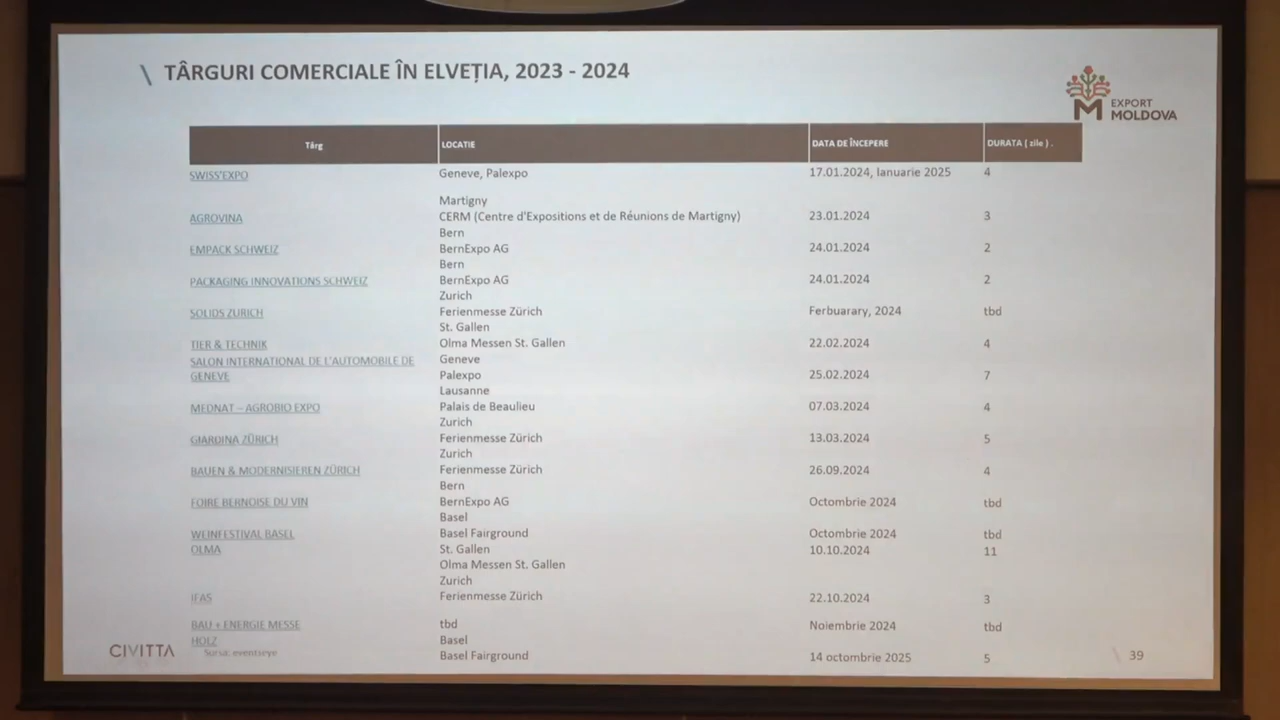 \ TÂRGURI COMERCIALE ÎN ELVEȚIA, 2023 - 2024
EXPORT
MOLDOVA
Târg LOCATIE DATA DE ÎNCEPERE DURATA ( zile ) .
SWISS'EXPO Geneve, Palexpo 17.01.2024, Ianuarie 2025 4
Martigny
AGROVINA CERM (Centre d'Expositions et de Réunions de Martigny) 23.01.2024 3
Bern
EMPACK SCHWEIZ BernExpo AG 24.01.2024 2
Bern
PACKAGING INNOVATIONS SCHWEIZ BernExpo AG 24.01.2024 2
Zurich
SOLIDS ZURICH Ferienmesse Zürich Ferbuarary, 2024 tbd
St. Gallen
TIER & TECHNIK Olma Messen St. Gallen 22.02.2024 4
SALON INTERNATIONAL DE L'AUTOMOBILE DE Geneve
GENEVE Palexpo 25.02.2024 7
Lausanne
MEDNAT – AGROBIO EXPO Palais de Beaulieu 07.03.2024 4
Zurich
GIARDINA ZÜRICH Ferienmesse Zürich 13.03.2024 5
Zurich
BAUEN & MODERNISIEREN ZÜRICH Ferienmesse Zürich 26.09.2024 4
Bern
FOIRE BERNOISE DU VIN BernExpo AG Octombrie 2024 tbd
Basel
WEINFESTIVAL BASEL Basel Fairground Octombrie 2024 tbd
OLMA St. Gallen 10.10.2024 11
Olma Messen St. Gallen
Zurich
IFAS Ferienmesse Zürich 22.10.2024 3
BAU + ENERGIE MESSE tbd Noiembrie 2024 tbd
HOLZ Basel
Basel Fairground 14 octombrie 2025 5
CIVITTA Sursa: eventseye \ 39